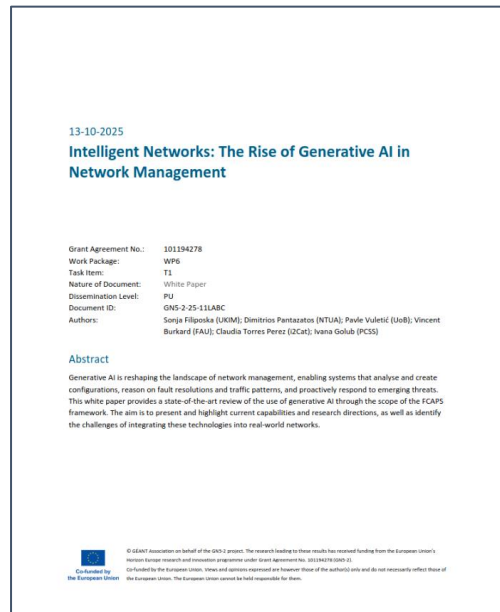 13-10-2025
Intelligent Networks: The Rise of Generative AI in
Network Management
Grant Agreement No.: 101194278
Work Package: WP6
Task Item: T1
Nature of Document: White Paper
Dissemination Level: PU
Document ID: GN5-2-25-11LABC
Authors: Sonja Filiposka (UKIM); Dimitrios Pantazatos (NTUA); Pavle Vuletić (UoB); Vincent
Burkard (FAU); Claudia Torres Perez (i2Cat); Ivana Golub (PCSS)
Abstract
Generative AI is reshaping the landscape of network management, enabling systems that analyse and create
configurations, reason on fault resolutions and traffic patterns, and proactively respond to emerging threats.
This white paper provides a state-of-the-art review of the use of generative AI through the scope of the FCAPS
framework. The aim is to present and highlight current capabilities and research directions, as well as identify
the challenges of integrating these technologies into real-world networks.
© GÉANT Association on behalf of the GN5-2 project. The research leading to these results has received funding from the European Union's
Horizon Europe research and innovation programme under Grant Agreement No. 101194278 (GN5-2).
Co-funded by the European Union. Views and opinions expressed are however those of the author(s) only and do not necessarily reflect those of
the European Union. The European Union cannot be held responsible for them.
Co-funded by
the European Union